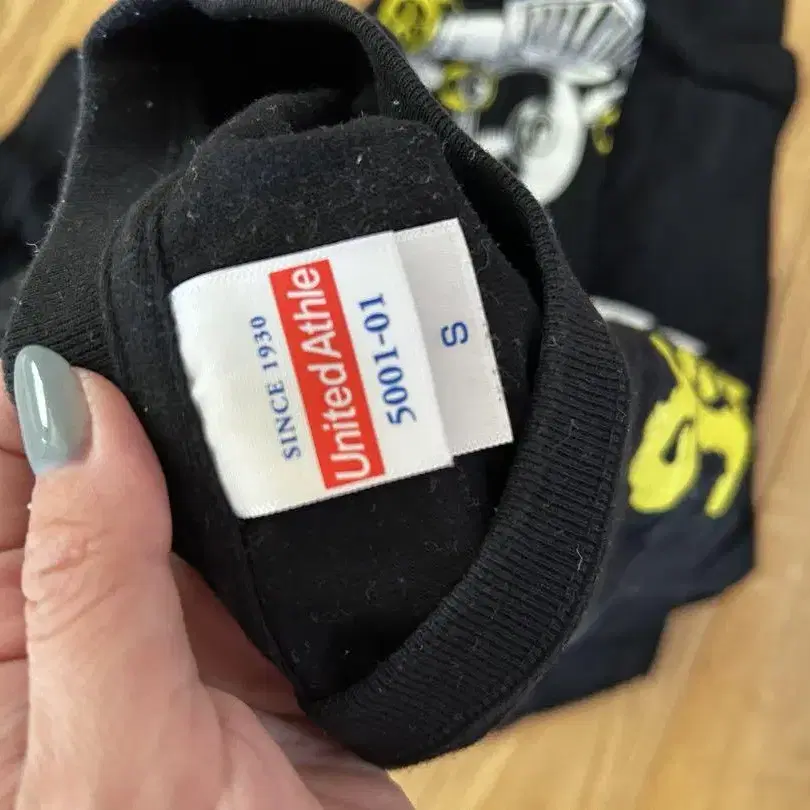 SINCE 1930
United Athle
5001-01
S